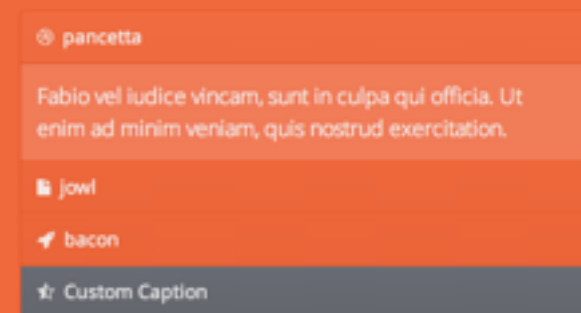 pancetta
Fabio vel iudice vincam, sunt in culpa qui officia. Ut
enim ad minim veniam, quis nostrud exercitation.
jowl
bacon
Custom Caption